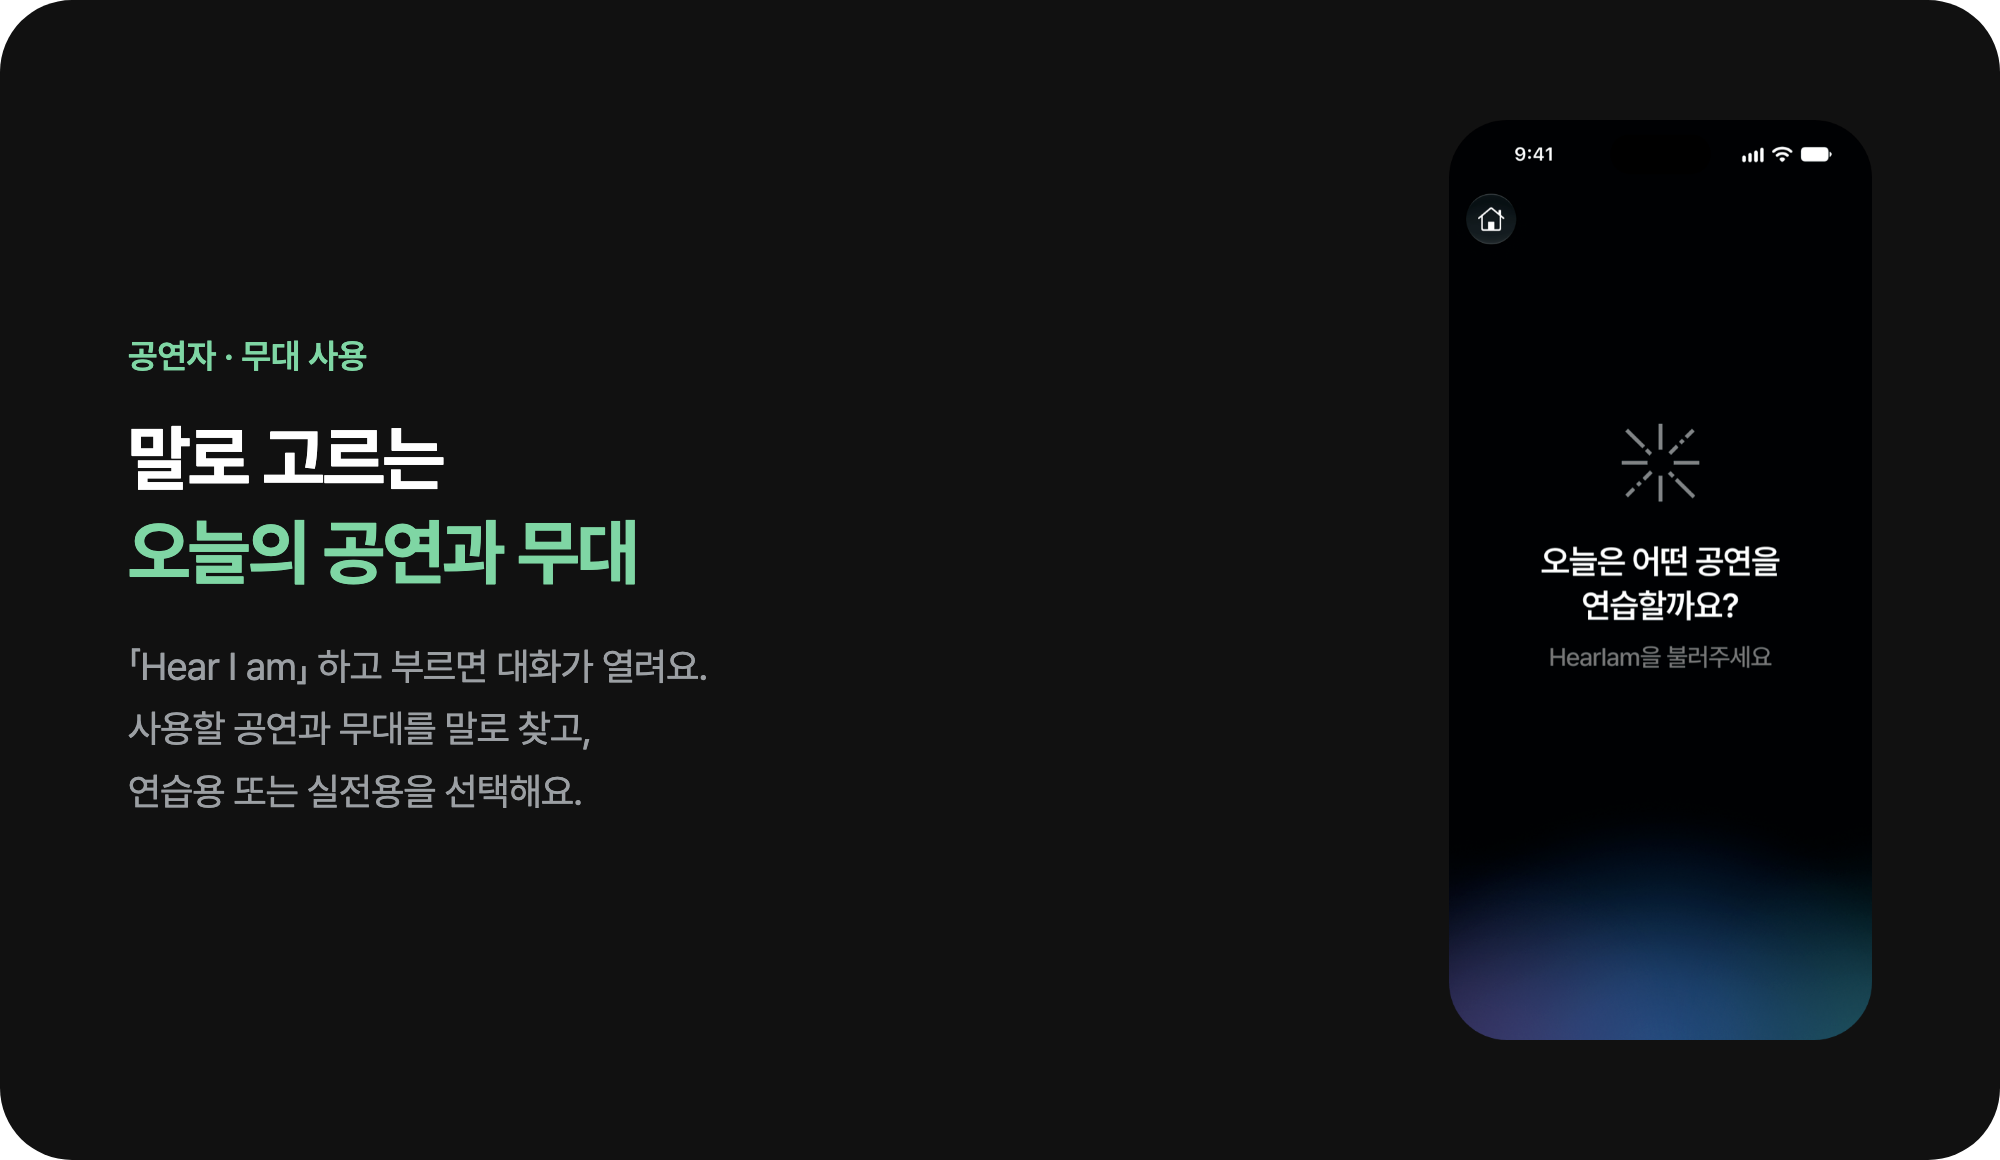 공연자 · 무대 사용
말로 고르는
오늘의 공연과 무대
「Hear I am」 하고 부르면 대화가 열려요.
사용할 공연과 무대를 말로 찾고,
연습용 또는 실전용을 선택해요.
9:41
오늘은 어떤 공연을
연습할까요?
HearIam을 불러주세요